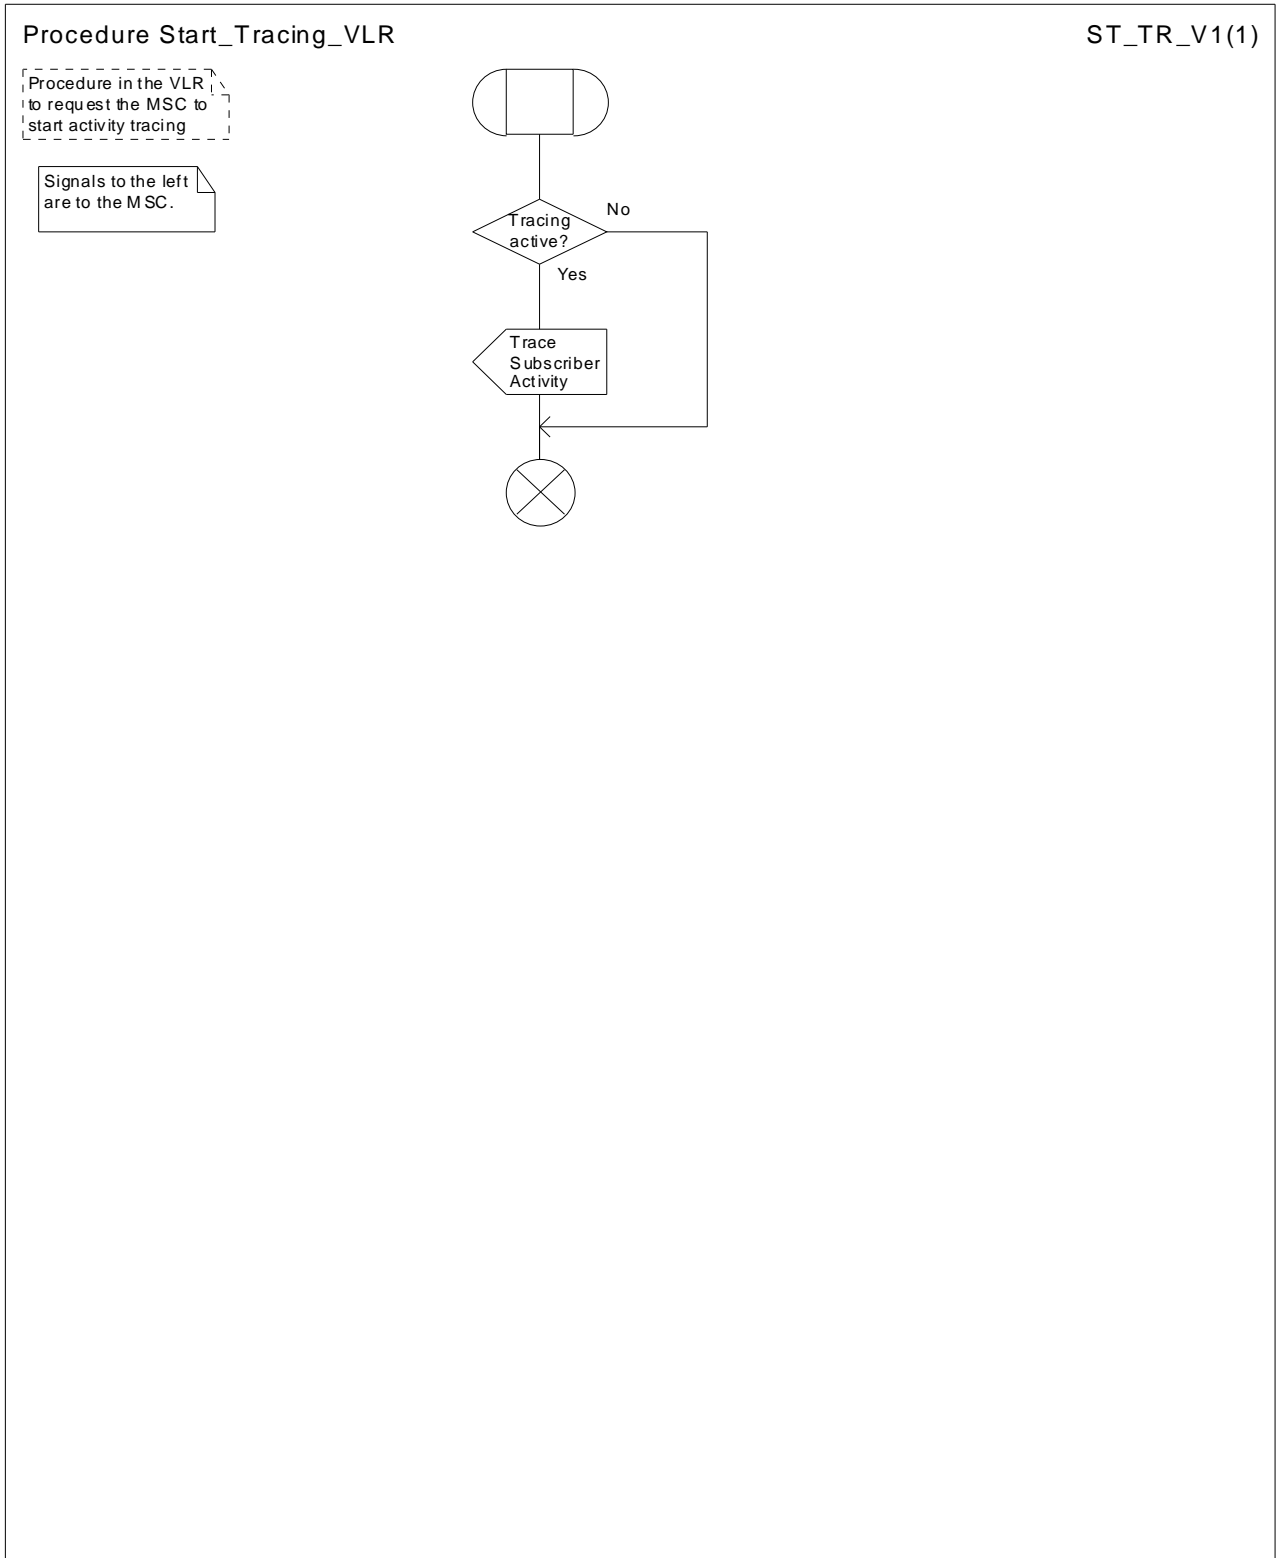 Procedure Start_Tracing_VLR
ST_TR_V1(1)
Procedure in the VLR
to request the MSC to
start activity tracing
Signals to the left
are to the MSC.
Tracing
active?
No
Yes
Trace
Subscriber
Activity